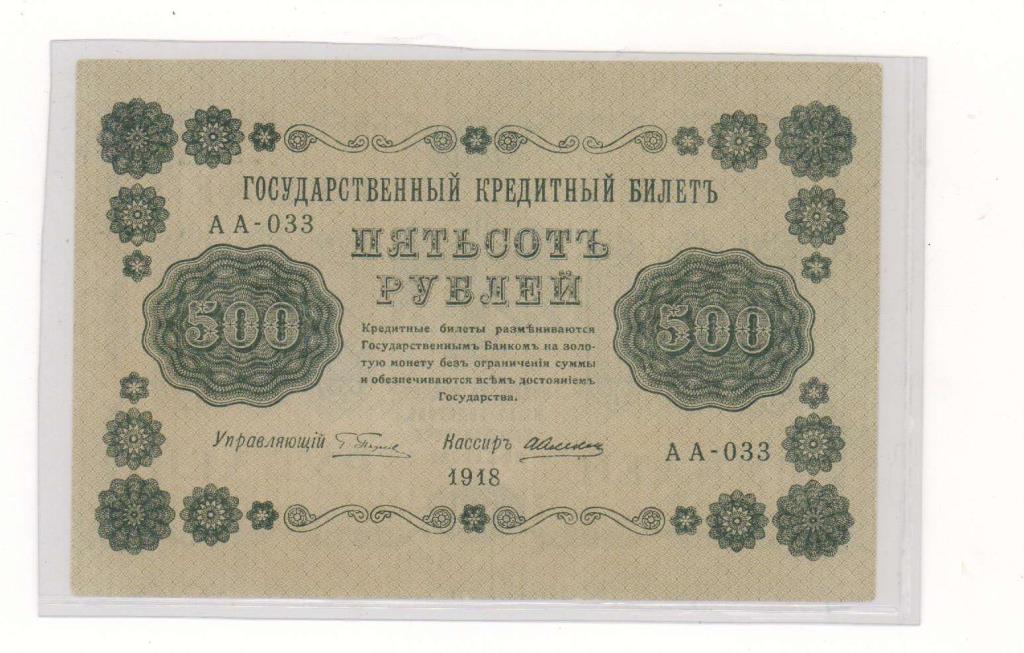 ГОСУДАРСТВЕННЫЙ КРЕДИТНЫЙ БИЛЕТЪ
АА-033
ПЯТЬСОТЪ
РУБЛЕЙ
500
500
Кредитные билеты размѣниваются
Государственнымъ Банкомъ на золо-
тую монету безъ ограниченія суммы
и обезпечиваются всѣмъ достояніемъ
Государства.
Управляющій
Кассиръ
АА-033
1918